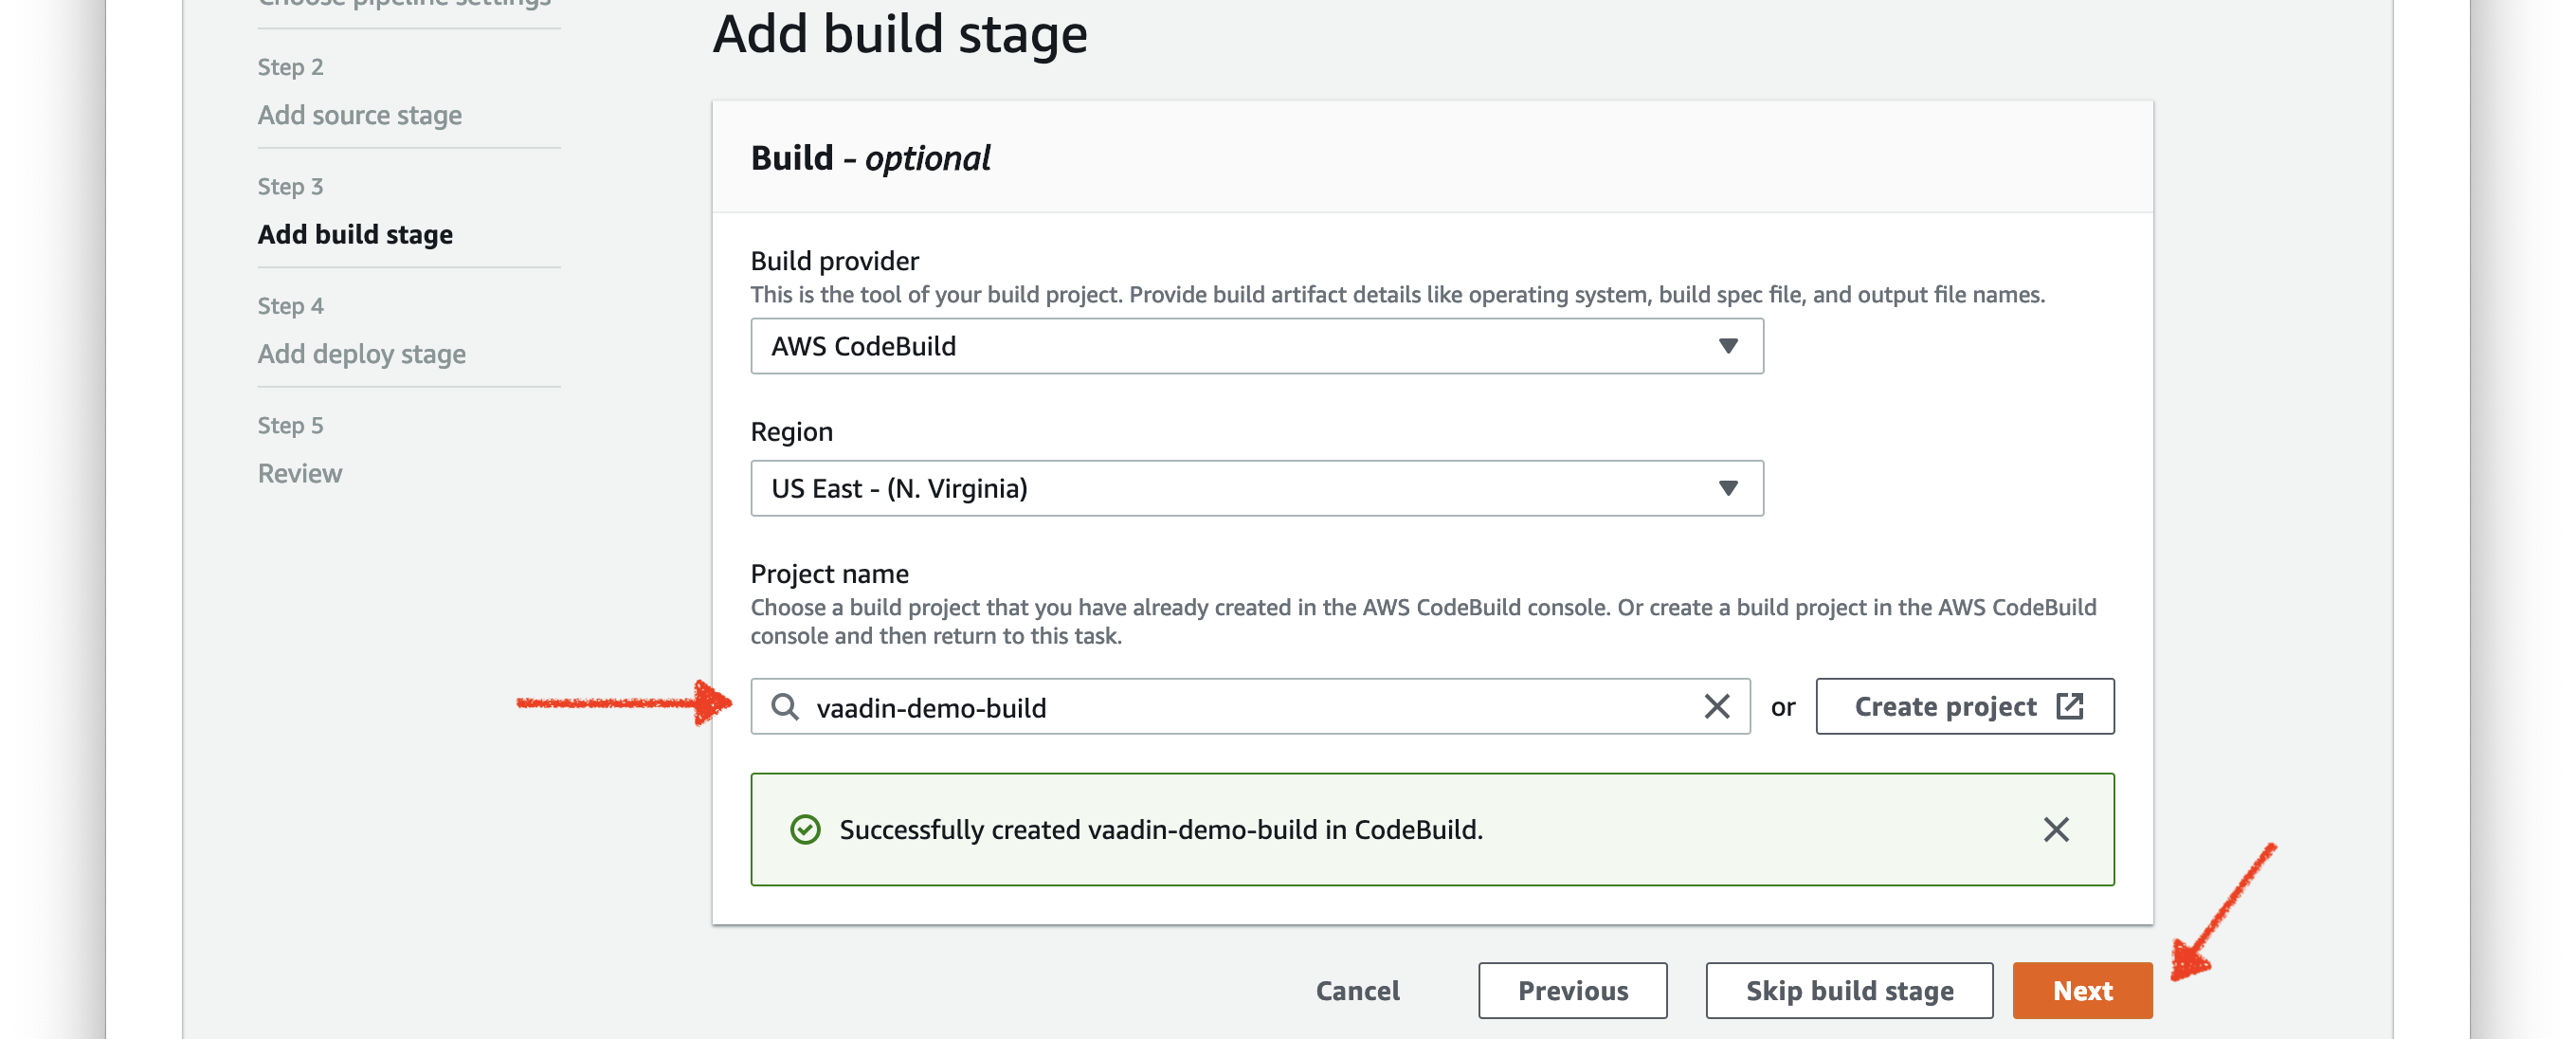 Choose pipeline settings
Step 2
Add source stage
Step 3
Add build stage
Step 4
Add deploy stage
Step 5
Review
Add build stage
Build - optional
Build provider
This is the tool of your build project. Provide build artifact details like operating system, build spec file, and output file names.
AWS CodeBuild
Region
US East - (N. Virginia)
Project name
Choose a build project that you have already created in the AWS CodeBuild console. Or create a build project in the AWS CodeBuild
console and then return to this task.
vaadin-demo-build
or
Create project
Successfully created vaadin-demo-build in CodeBuild.
Cancel
Previous
Skip build stage
Next